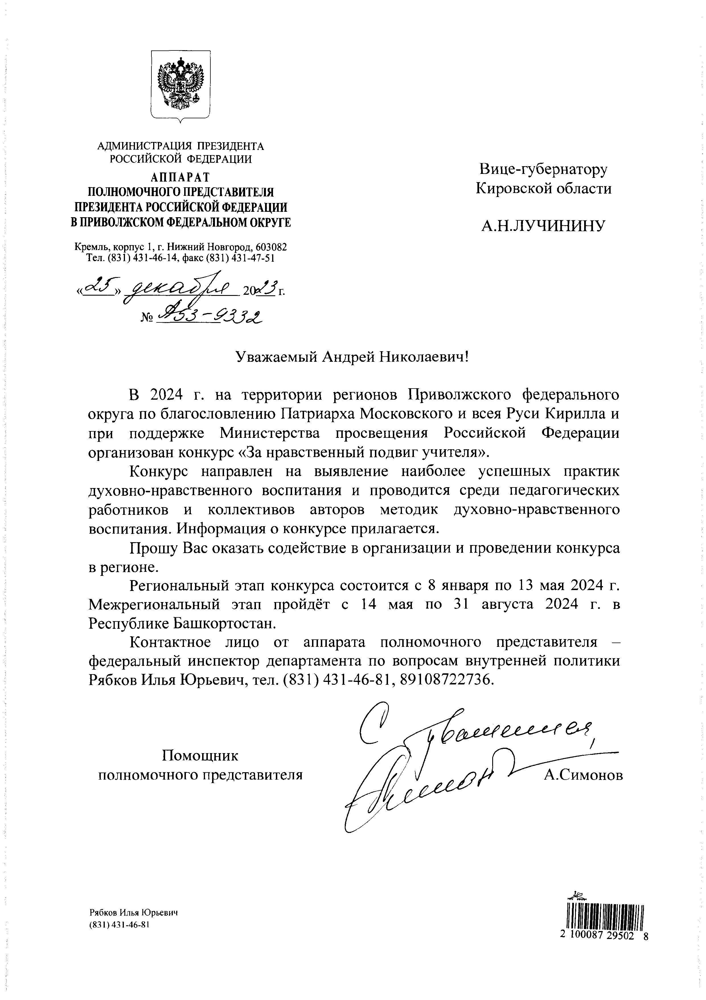 АДМИНИСТРАЦИЯ ПРЕЗИДЕНТА
РОССИЙСКОЙ ФЕДЕРАЦИИ
АППАРАТ
ПОЛНОМОЧНОГО ПРЕДСТАВИТЕЛЯ
ПРЕЗИДЕНТА РОССИЙСКОЙ ФЕДЕРАЦИИ
В ПРИВОЛЖСКОМ ФЕДЕРАЛЬНОМ ОКРУГЕ
Кремль, корпус 1, г. Нижний Новгород, 603082
Тел. (831) 431-46-14, факс (831) 431-47-51
«25» декабря 2023 г.
№ А53-9332
Вице-губернатору
Кировской области
А.Н.ЛУЧИНИНУ
Уважаемый Андрей Николаевич!
В 2024 г. на территории регионов Приволжского федерального
округа по благословлению Патриарха Московского и всея Руси Кирилла и
при поддержке Министерства просвещения Российской Федерации
организован конкурс «За нравственный подвиг учителя».
Конкурс направлен на выявление наиболее успешных практик
духовно-нравственного воспитания и проводится среди педагогических
работников и коллективов авторов методик духовно-нравственного
воспитания. Информация о конкурсе прилагается.
Прошу Вас оказать содействие в организации и проведении конкурса
в регионе.
Региональный этап конкурса состоится с 8 января по 13 мая 2024 г.
Межрегиональный этап пройдёт с 14 мая по 31 августа 2024 г. в
Республике Башкортостан.
Контактное лицо от аппарата полномочного представителя –
федеральный инспектор департамента по вопросам внутренней политики
Рябков Илья Юрьевич, тел. (831) 431-46-81, 89108722736.
С уважением,
Помощник
полномочного представителя
А.Симонов
Рябков Илья Юрьевич
(831) 431-46-81
2 100087 29502 8